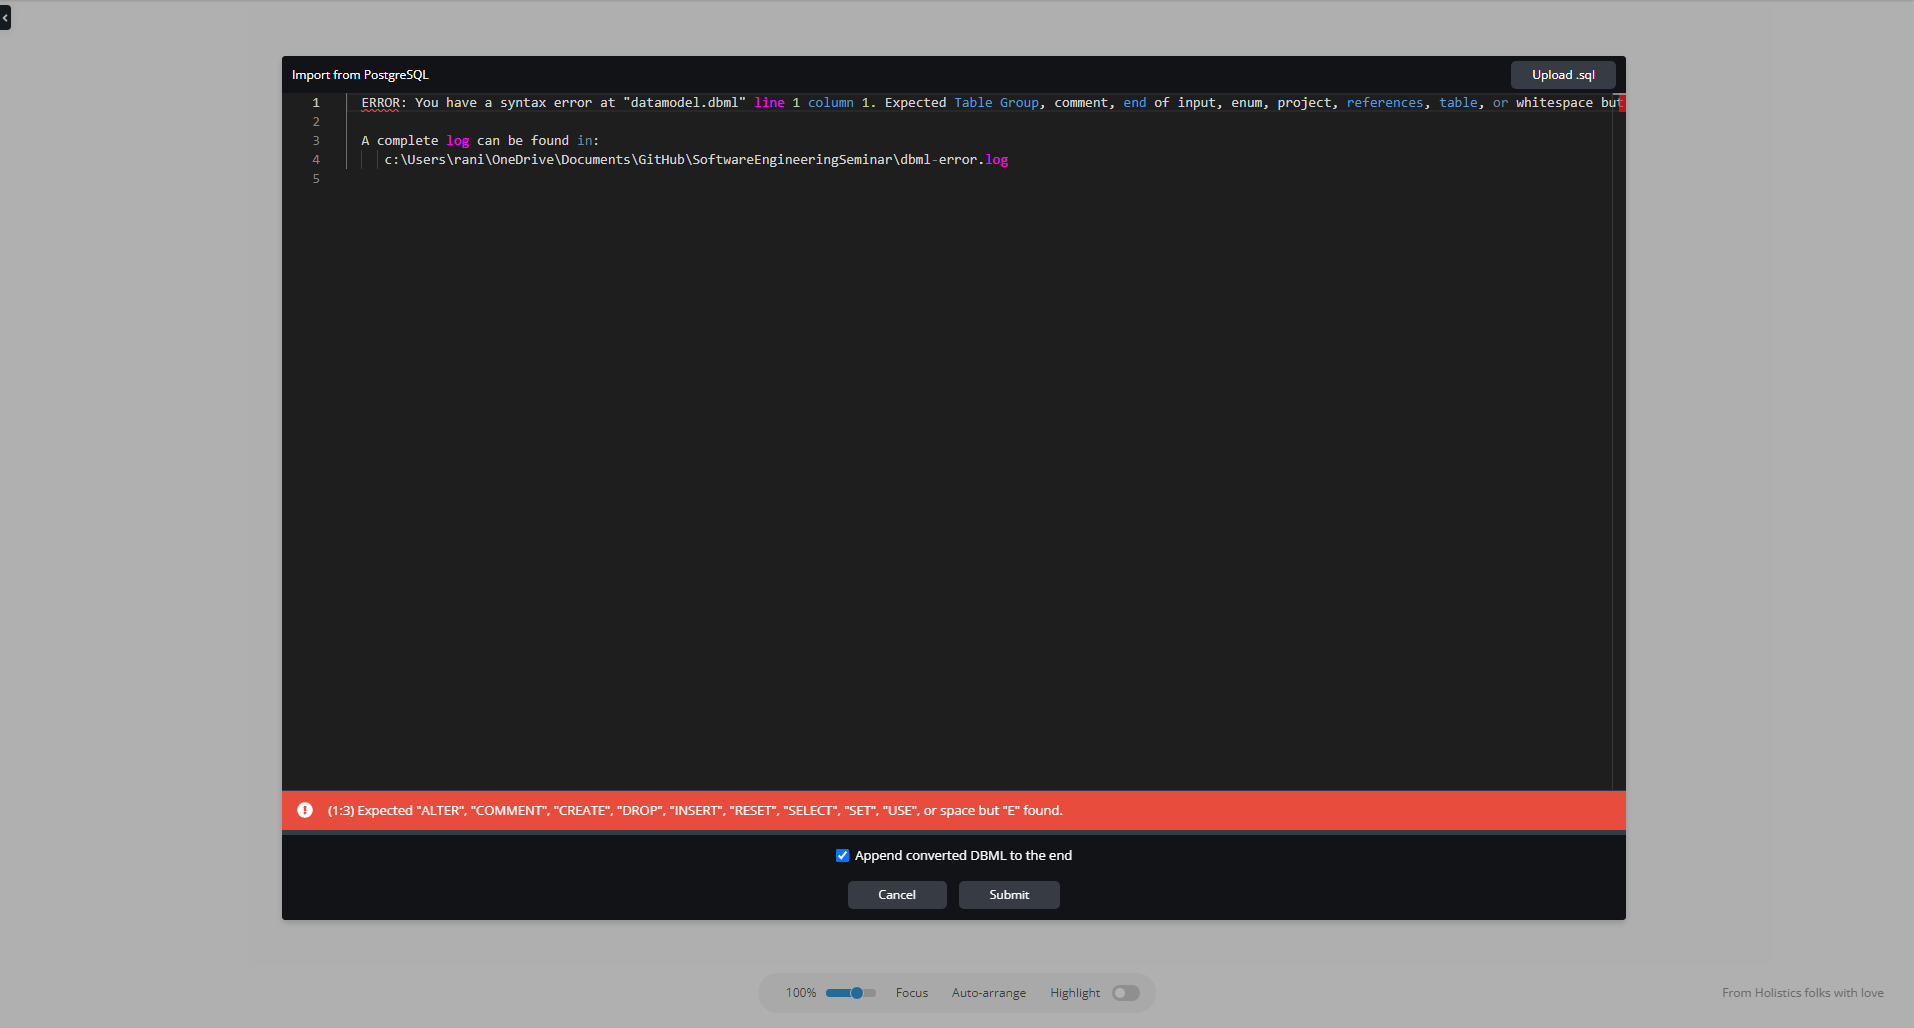 Import from PostgreSQL
Upload .sql
1 ERROR: You have a syntax error at "datamodel.dbml" line 1 column 1. Expected Table Group, comment, end of input, enum, project, references, table, or whitespace but
2
3 A complete log can be found in:
4 c:\Users\rani\OneDrive\Documents\GitHub\SoftwareEngineeringSeminar\dbml-error.log
5
(1:3) Expected "ALTER", "COMMENT", "CREATE", "DROP", "INSERT", "RESET", "SELECT", "SET", "USE", or space but "E" found.
Append converted DBML to the end
Cancel
Submit
100% Focus Auto-arrange Highlight
From Holistics folks with love